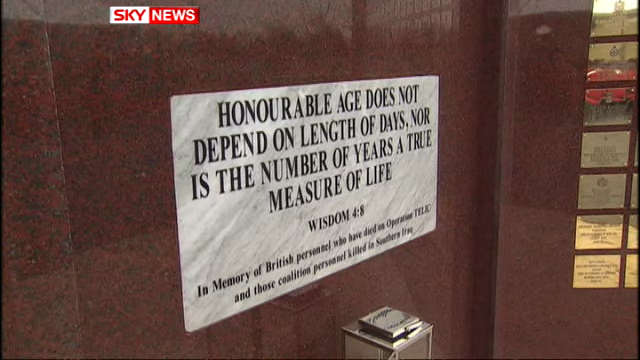 SKY NEWS
HONOURABLE AGE DOES NOT
DEPEND ON LENGTH OF DAYS, NOR
IS THE NUMBER OF YEARS A TRUE
MEASURE OF LIFE
WISDOM 4:8
In Memory of British personnel who have died on Operation TELIC
and those coalition personnel killed in Southern Iraq